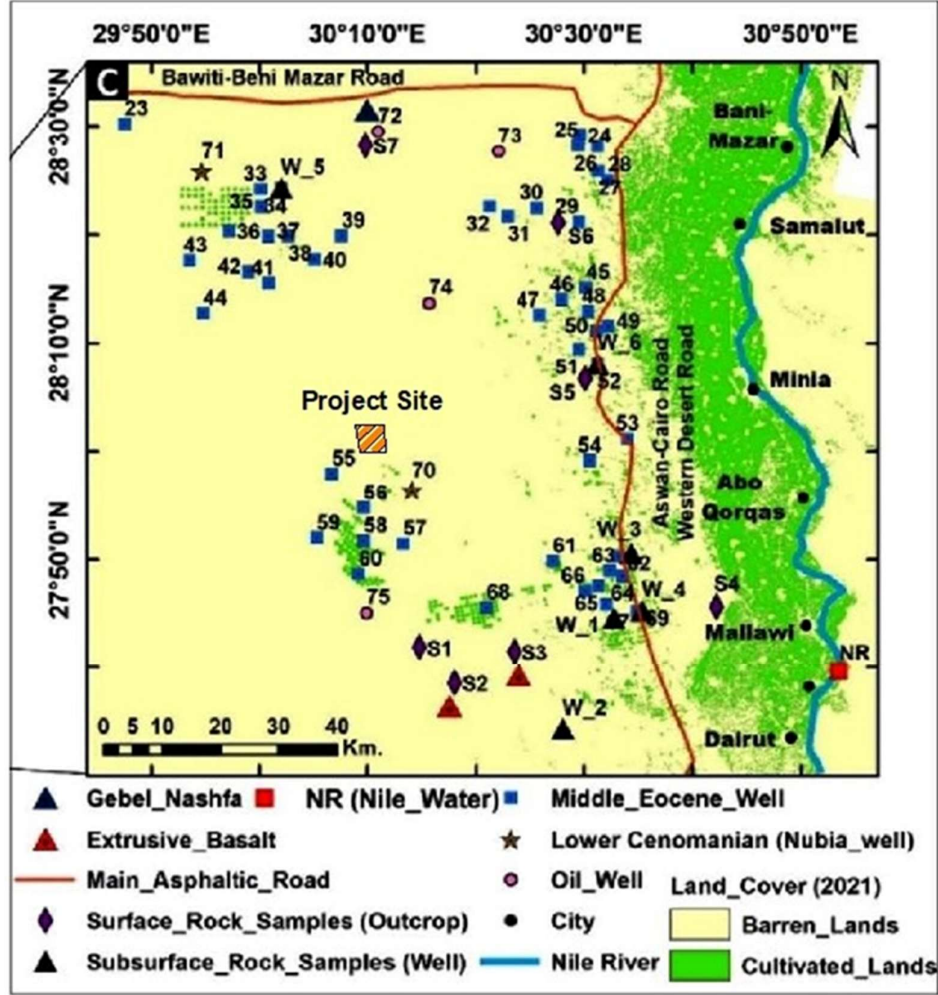 29°50'0"E 30°10'0"E 30°30'0"E 30°50'0"E
C
Bawiti-Behi Mazar Road
N
28°30'0"N
28°10'0"N
27°50'0"N
23
72
S7
73
25 24
26 28
27
Bani-
Mazar
71
33
W_5
35 34
30
29
32
31
S6
Samalut
36 37
39
43
38 40
42 41
44
45
46
48
47
74
50 49
W_6
51
52
S5
Minia
Aswan-Cairo Road
Western Desert Road
Project Site
53
54
55
70
56
Abo
Qorqas
59
58
57
60
W_3
61
63
62
66
64
W_4
65
S4
68
75
W_1
69
Mallawi
NR
S1
S3
S2
W_2
Dairut
0 5 10 20 30 40
Km.
Gebel_Nashfa
NR (Nile_Water)
Middle_Eocene_Well
Extrusive_Basalt
Lower Cenomanian (Nubia_well)
Main_Asphaltic_Road
Oil_Well
Land_Cover (2021)
Surface_Rock_Samples (Outcrop)
City
Barren_Lands
Subsurface_Rock_Samples (Well)
Nile River
Cultivated_Lands